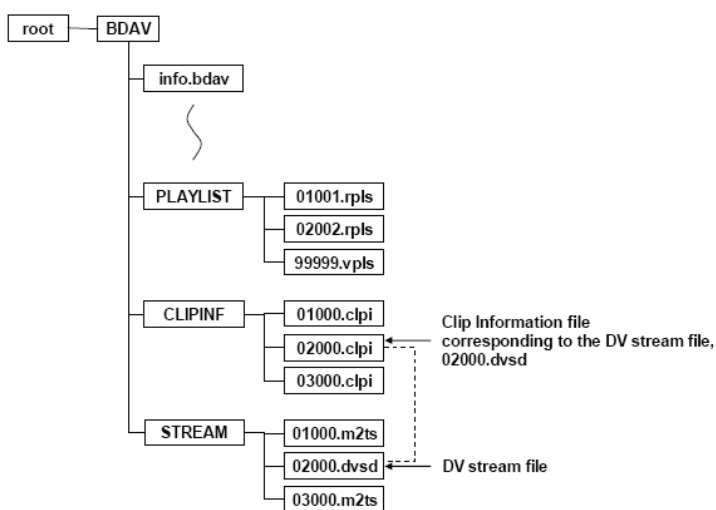 root
BDAV
info.bdav
PLAYLIST
01001.rpls
02002.rpls
99999.vpls
CLIPINF
01000.clpi
02000.clpi
03000.clpi
Clip Information file
corresponding to the DV stream file,
02000.dvsd
STREAM
01000.m2ts
02000.dvsd
DV stream file
03000.m2ts